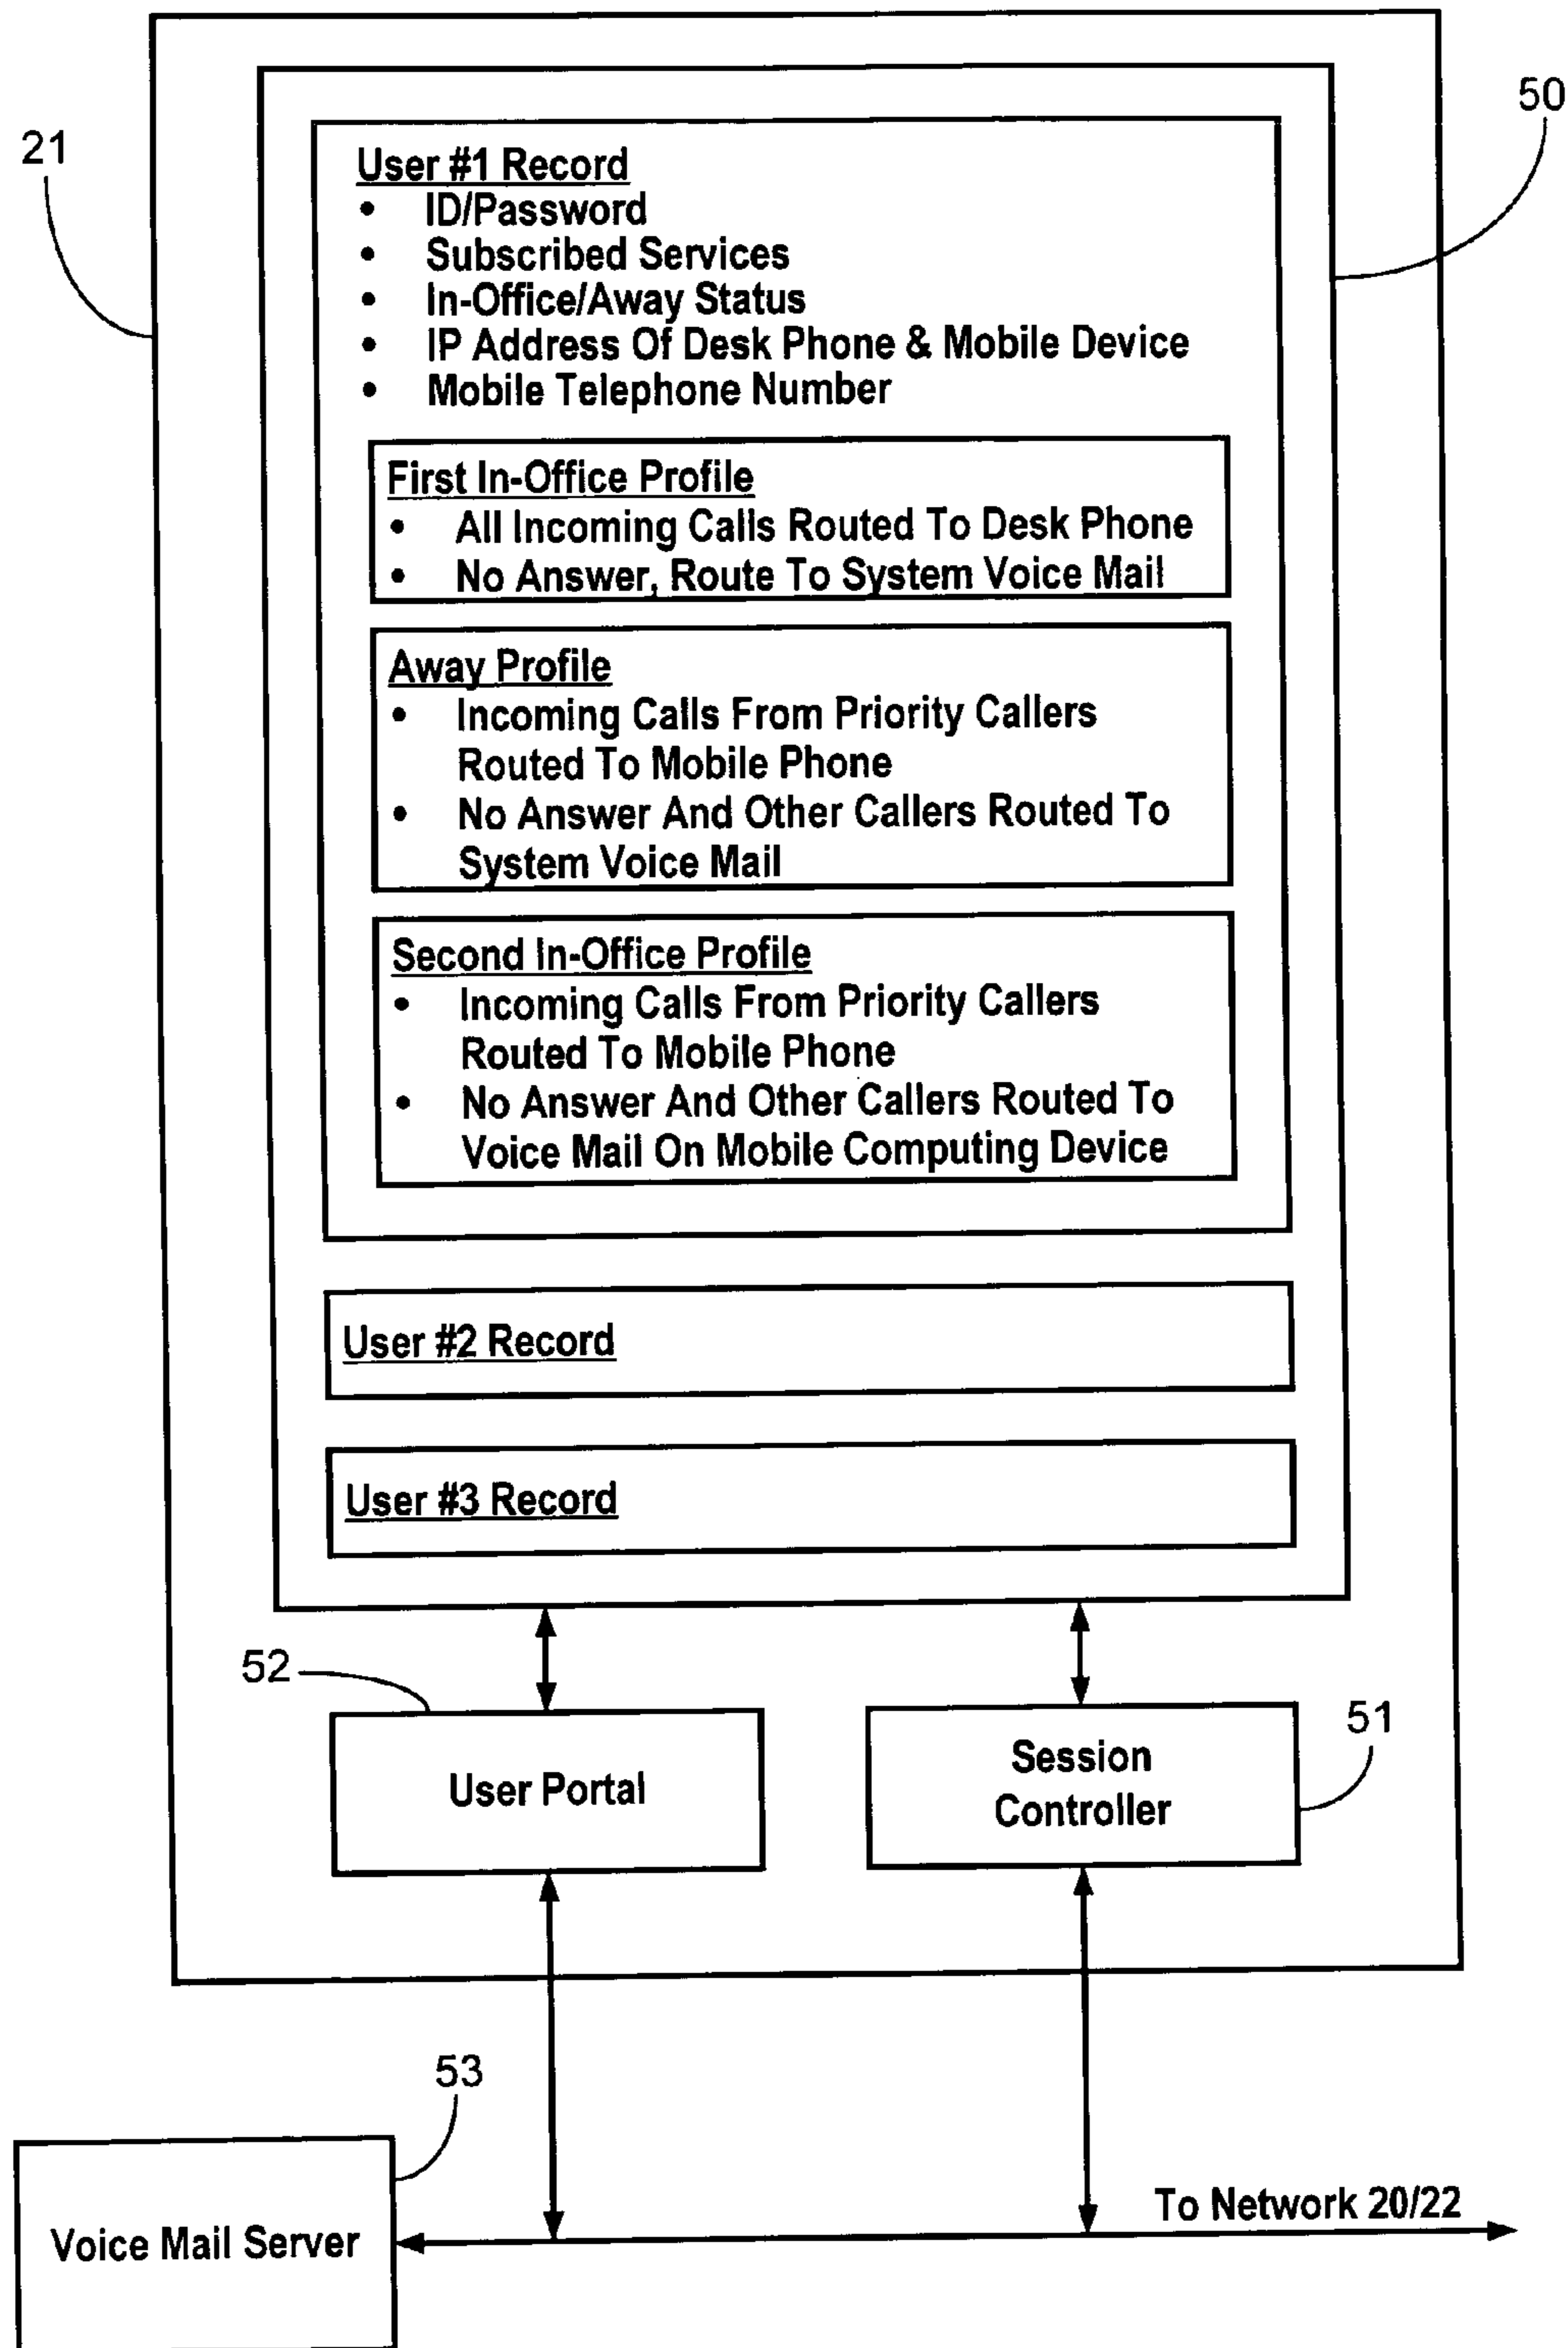 50
21
User #1 Record
• ID/Password
• Subscribed Services
• In-Office/Away Status
• IP Address Of Desk Phone & Mobile Device
• Mobile Telephone Number
First In-Office Profile
• All Incoming Calls Routed To Desk Phone
• No Answer, Route To System Voice Mail
Away Profile
• Incoming Calls From Priority Callers
Routed To Mobile Phone
• No Answer And Other Callers Routed To
System Voice Mail
Second In-Office Profile
• Incoming Calls From Priority Callers
Routed To Mobile Phone
• No Answer And Other Callers Routed To
Voice Mail On Mobile Computing Device
User #2 Record
User #3 Record
52
User Portal
Session
Controller
51
53
Voice Mail Server
To Network 20/22